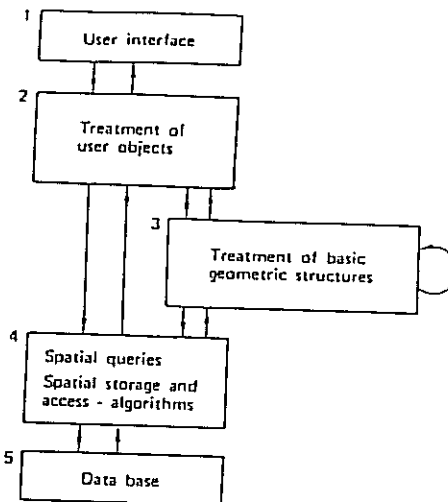 1
User interface
2
Treatment of
user objects
3
Treatment of basic
geometric structures
4
Spatial queries
Spatial storage and
access - algorithms
5
Data base